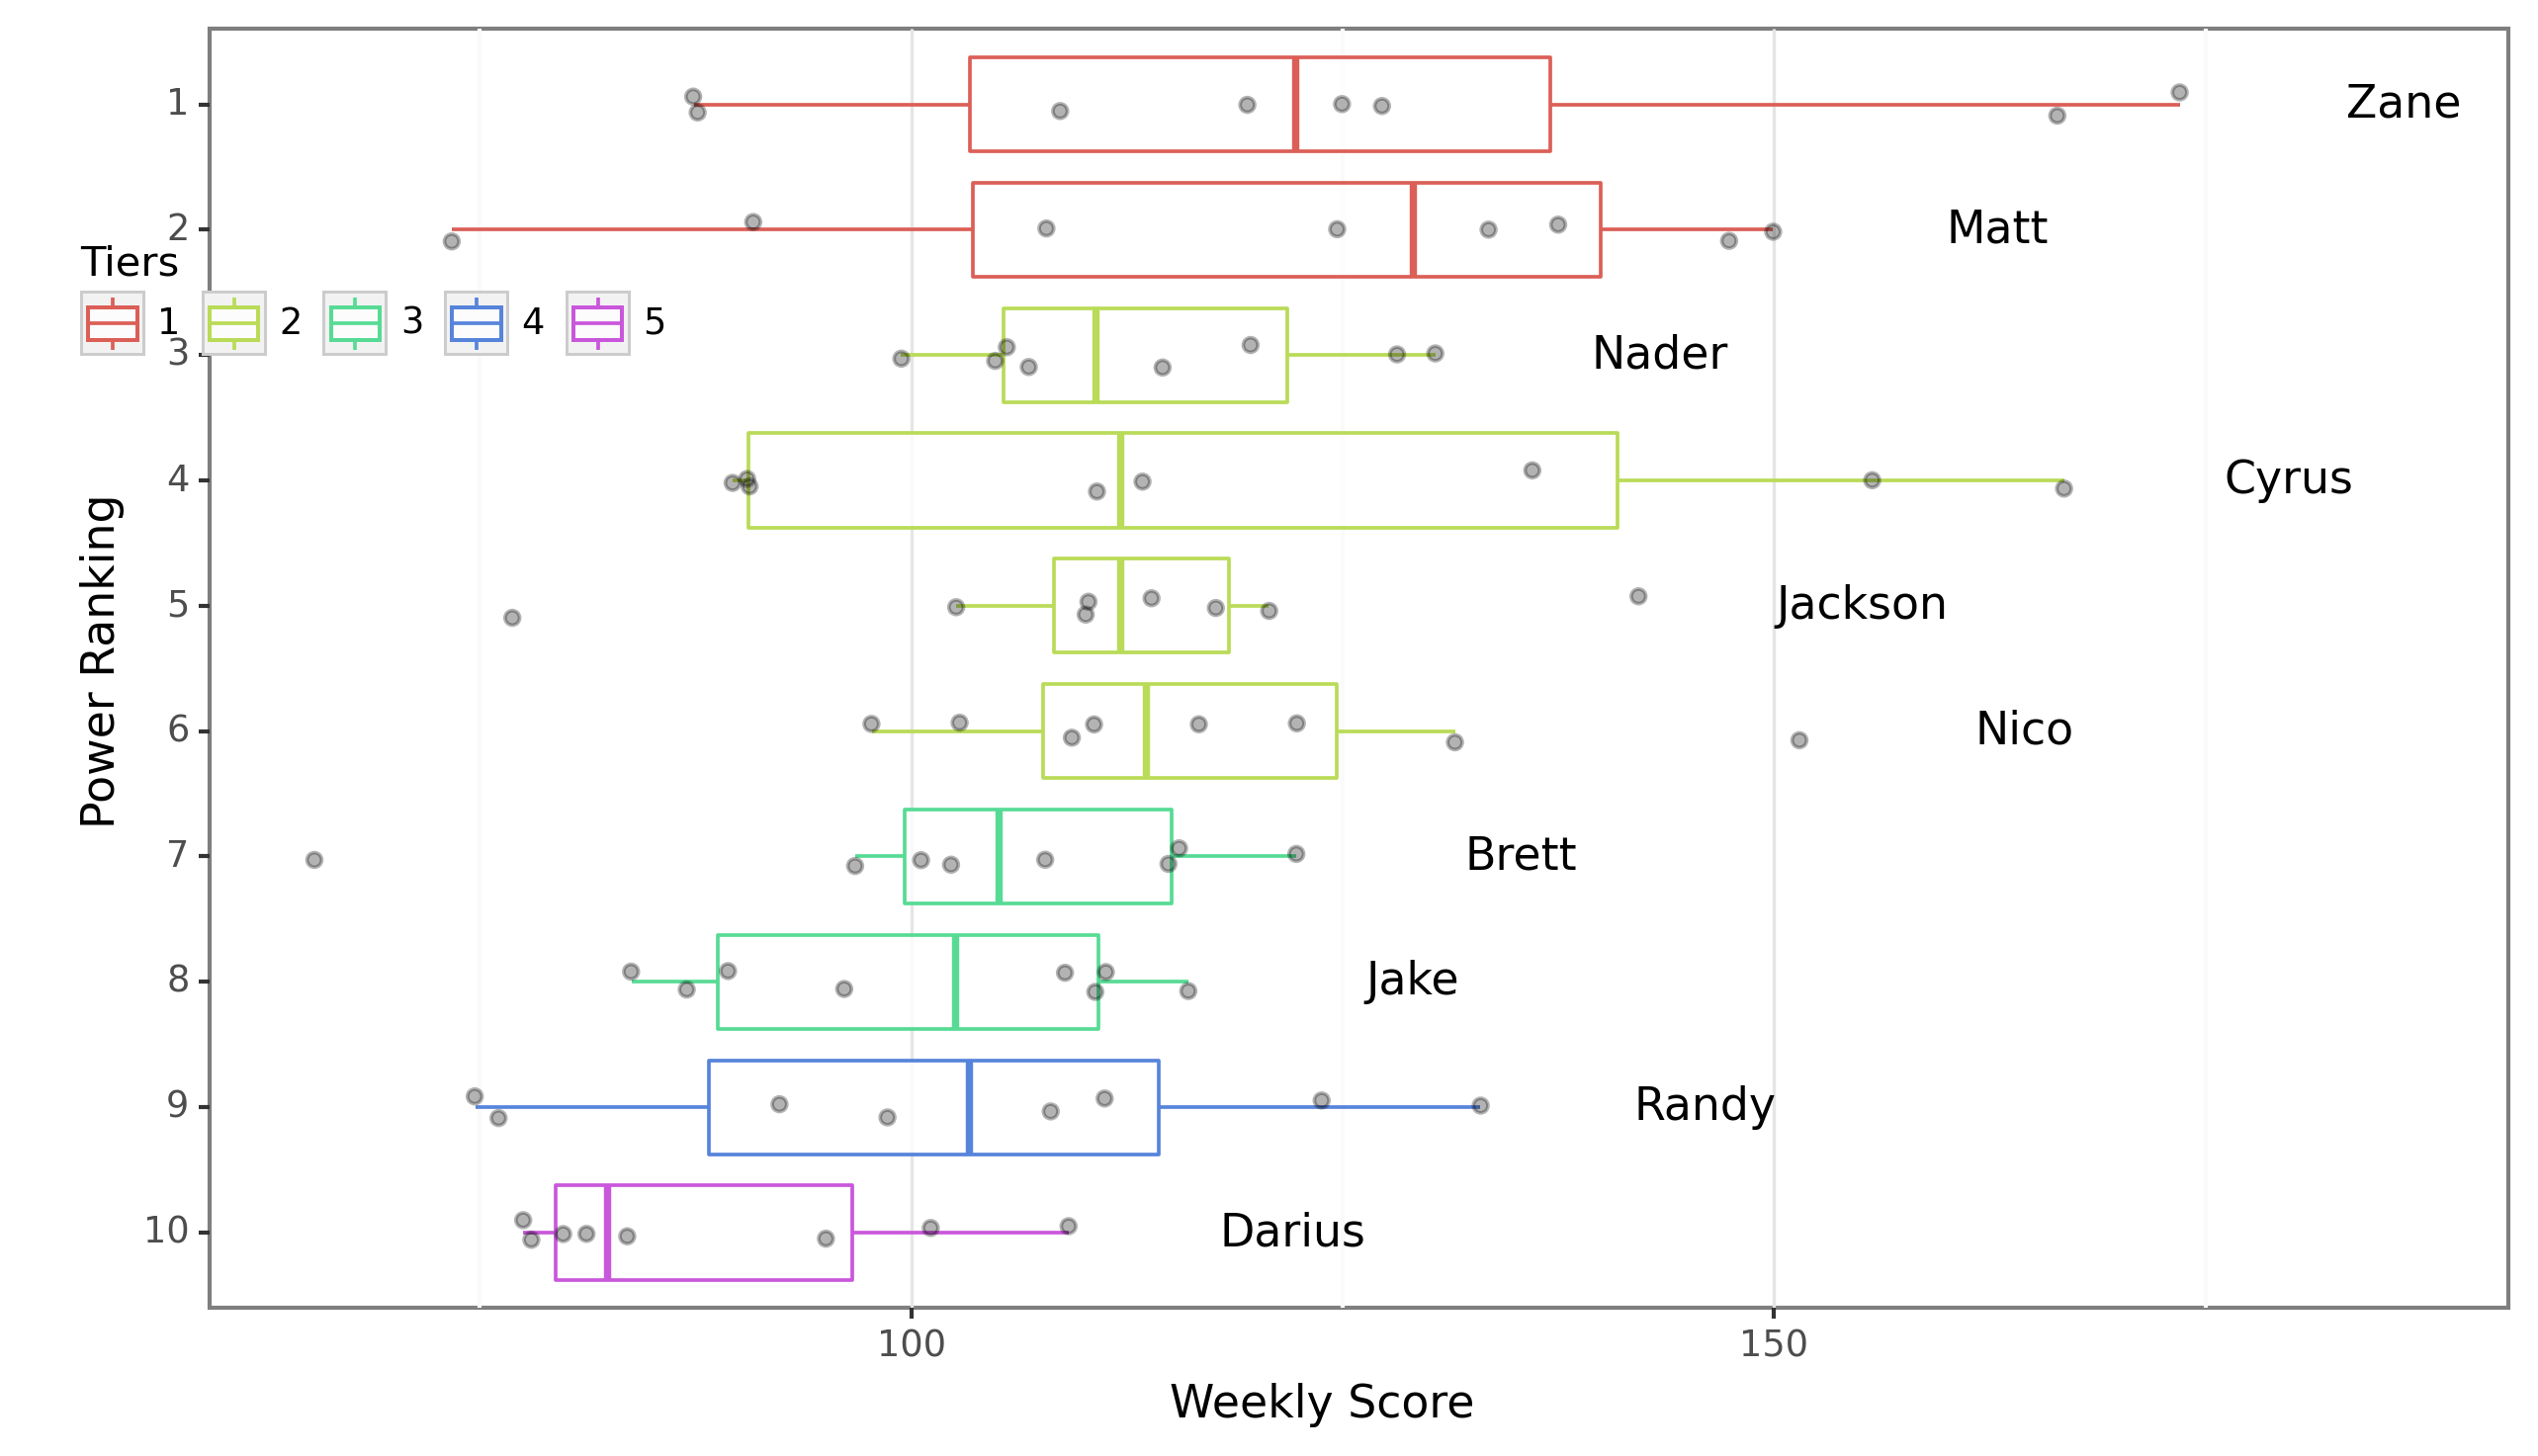 1 Zane
2 Matt
Tiers
1 2 3 4 5
3 Nader
4 Cyrus
5 Jackson
6 Nico
7 Brett
8 Jake
9 Randy
10 Darius
Power Ranking
100 150
Weekly Score